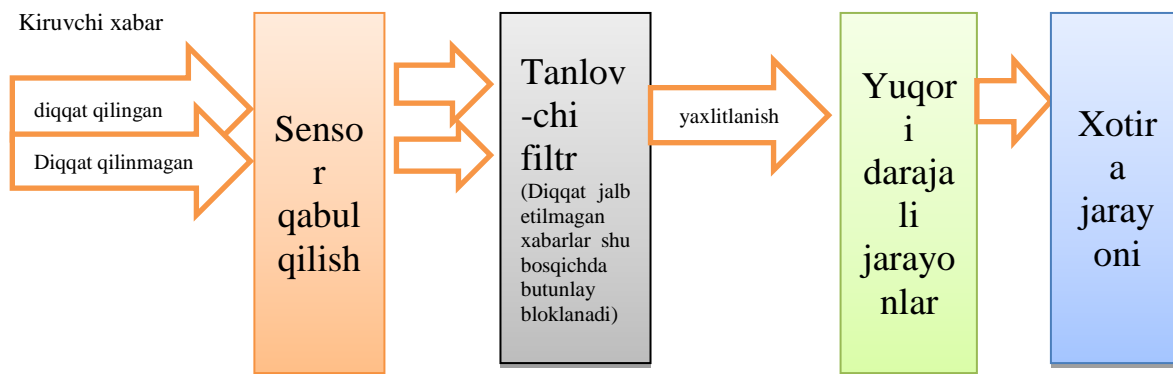 Kiruvchi xabar
diqqat qilingan
Diqqat qilinmagan
Senso
r
qabul
qilish
Tanlov
-chi
filtr
(Diqqat jalb
etilmagan
xabarlar shu
bosqichda
butunlay
bloklanadi)
yaxlitlanish
Yuqor
i
daraja
li
jarayo
nlar
Xotir
a
jaray
oni